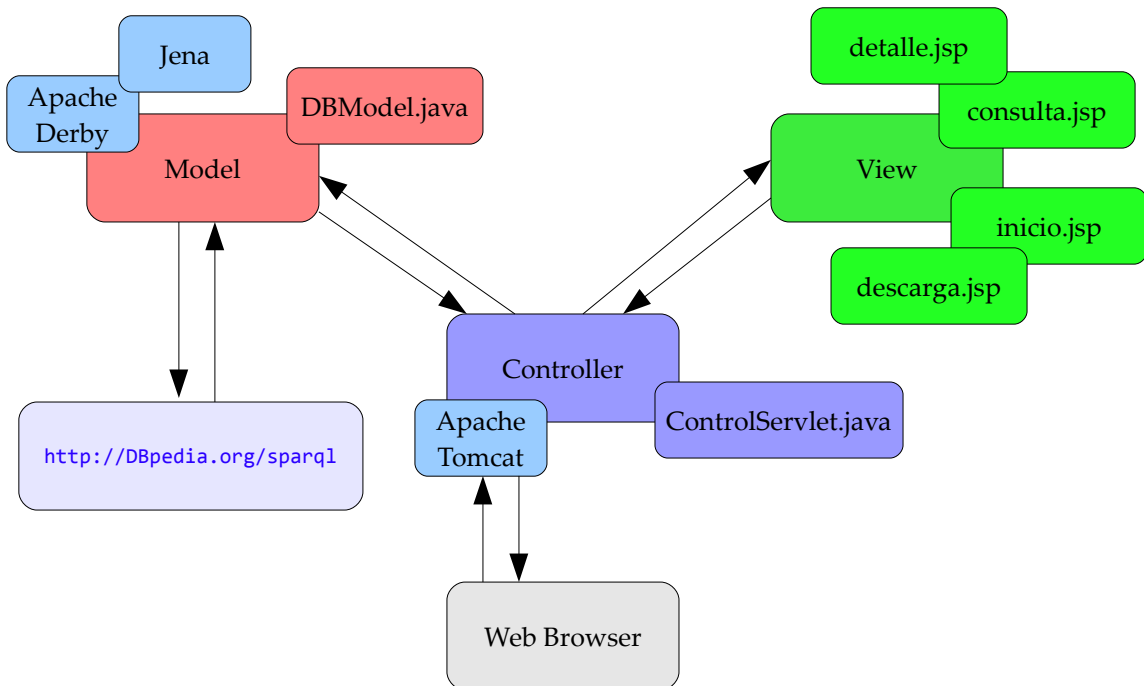 Jena
Apache
Derby
DBModel.java
Model
detalle.jsp
consulta.jsp
View
inicio.jsp
descarga.jsp
Controller
ControlServlet.java
Apache
Tomcat
http://DBpedia.org/sparql
Web Browser